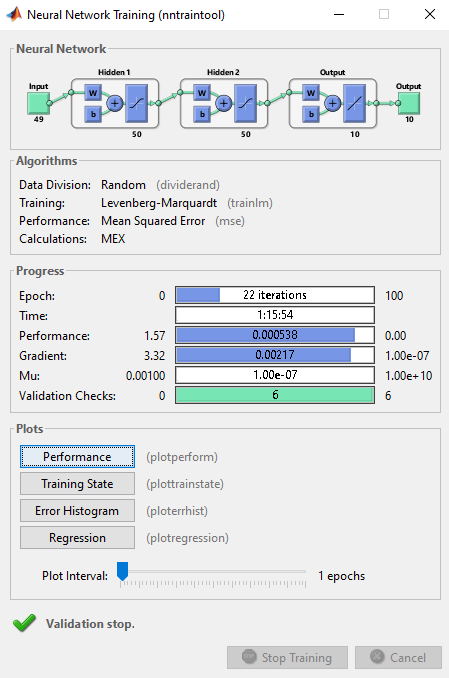 Neural Network Training (nntraintool)
Neural Network
Hidden 1 Hidden 2 Output
Input Output
W W W
b b b
+ + +
49 10
50 50 10
Algorithms
Data Division: Random (dividerand)
Training: Levenberg-Marquardt (trainlm)
Performance: Mean Squared Error (mse)
Calculations: MEX
Progress
Epoch: 0 22 iterations 100
Time: 1:15:54
Performance: 1.57 0.000538 0.00
Gradient: 3.32 0.00217 1.00e-07
Mu: 0.00100 1.00e-07 1.00e+10
Validation Checks: 0 6 6
Plots
Performance (plotperform)
Training State (plottrainstate)
Error Histogram (ploterrhist)
Regression (plotregression)
Plot Interval: 1 epochs
Validation stop.
Stop Training Cancel